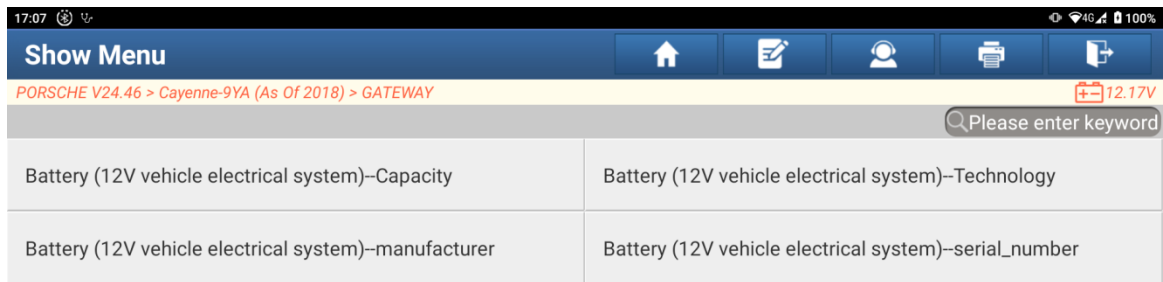 17:07 4G 100%
Show Menu
PORSCHE V24.46 > Cayenne-9YA (As Of 2018) > GATEWAY 12.17V
Please enter keyword
Battery (12V vehicle electrical system)--Capacity Battery (12V vehicle electrical system)--Technology
Battery (12V vehicle electrical system)--manufacturer Battery (12V vehicle electrical system)--serial_number